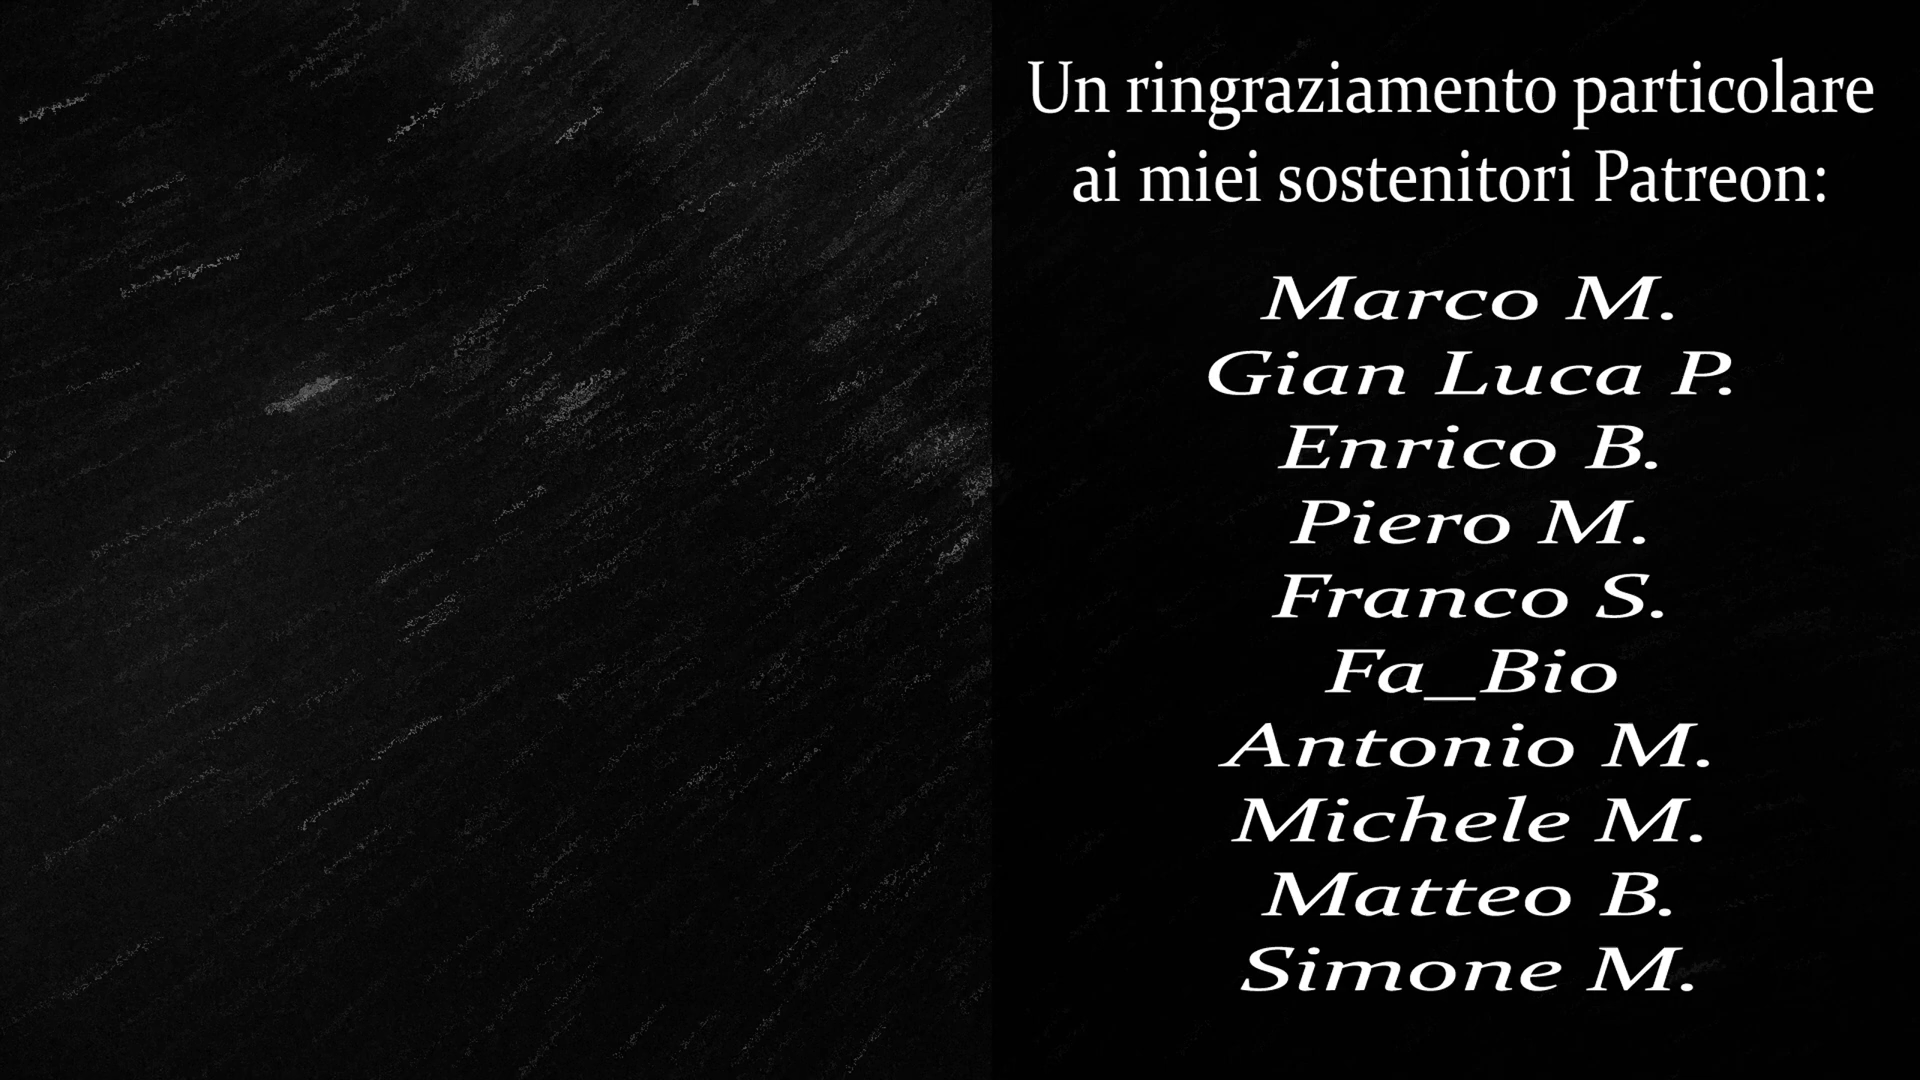 Un ringraziamento particolare
ai miei sostenitori Patreon:
Marco M.
Gian Luca P.
Enrico B.
Piero M.
Franco S.
Fa_Bio
Antonio M.
Michele M.
Matteo B.
Simone M.